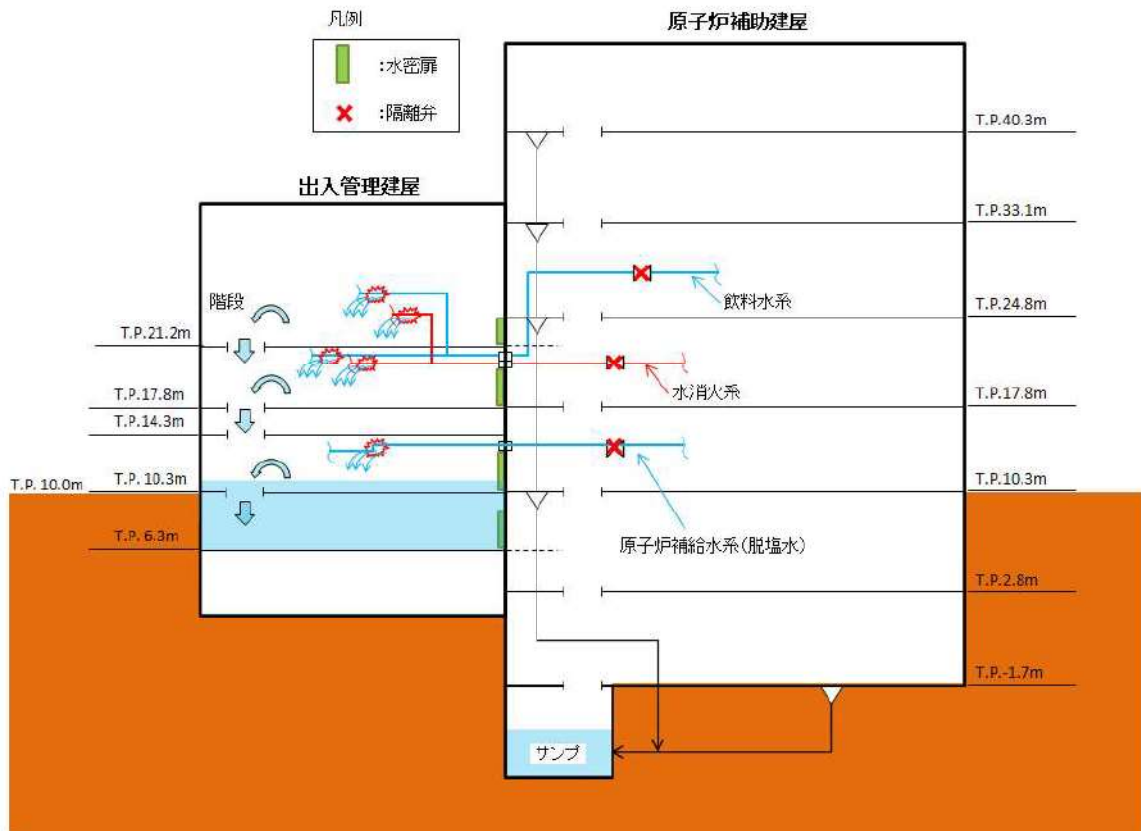 凡例
:水密扉
:隔離弁
原子炉補助建屋
出入管理建屋
階段
T.P.21.2m
T.P.17.8m
T.P.14.3m
T.P. 10.3m
T.P. 10.0m
T.P. 6.3m
T.P.40.3m
T.P.33.1m
T.P.24.8m
T.P.17.8m
T.P.10.3m
T.P.2.8m
T.P.-1.7m
飲料水系
水消火系
原子炉補給水系(脱塩水)
サンプ